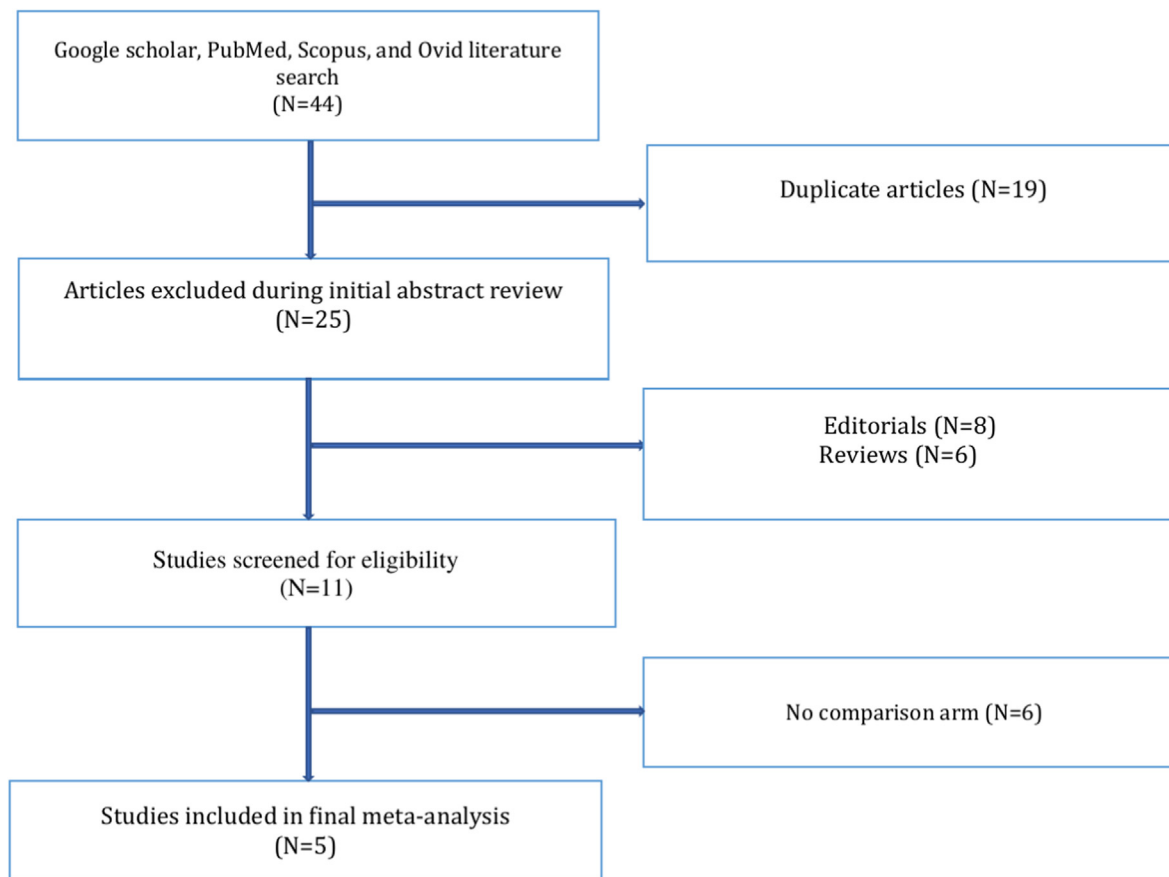 Google scholar, PubMed, Scopus, and Ovid literature
search
(N=44)
Duplicate articles (N=19)
Articles excluded during initial abstract review
(N=25)
Editorials (N=8)
Reviews (N=6)
Studies screened for eligibility
(N=11)
No comparison arm (N=6)
Studies included in final meta-analysis
(N=5)